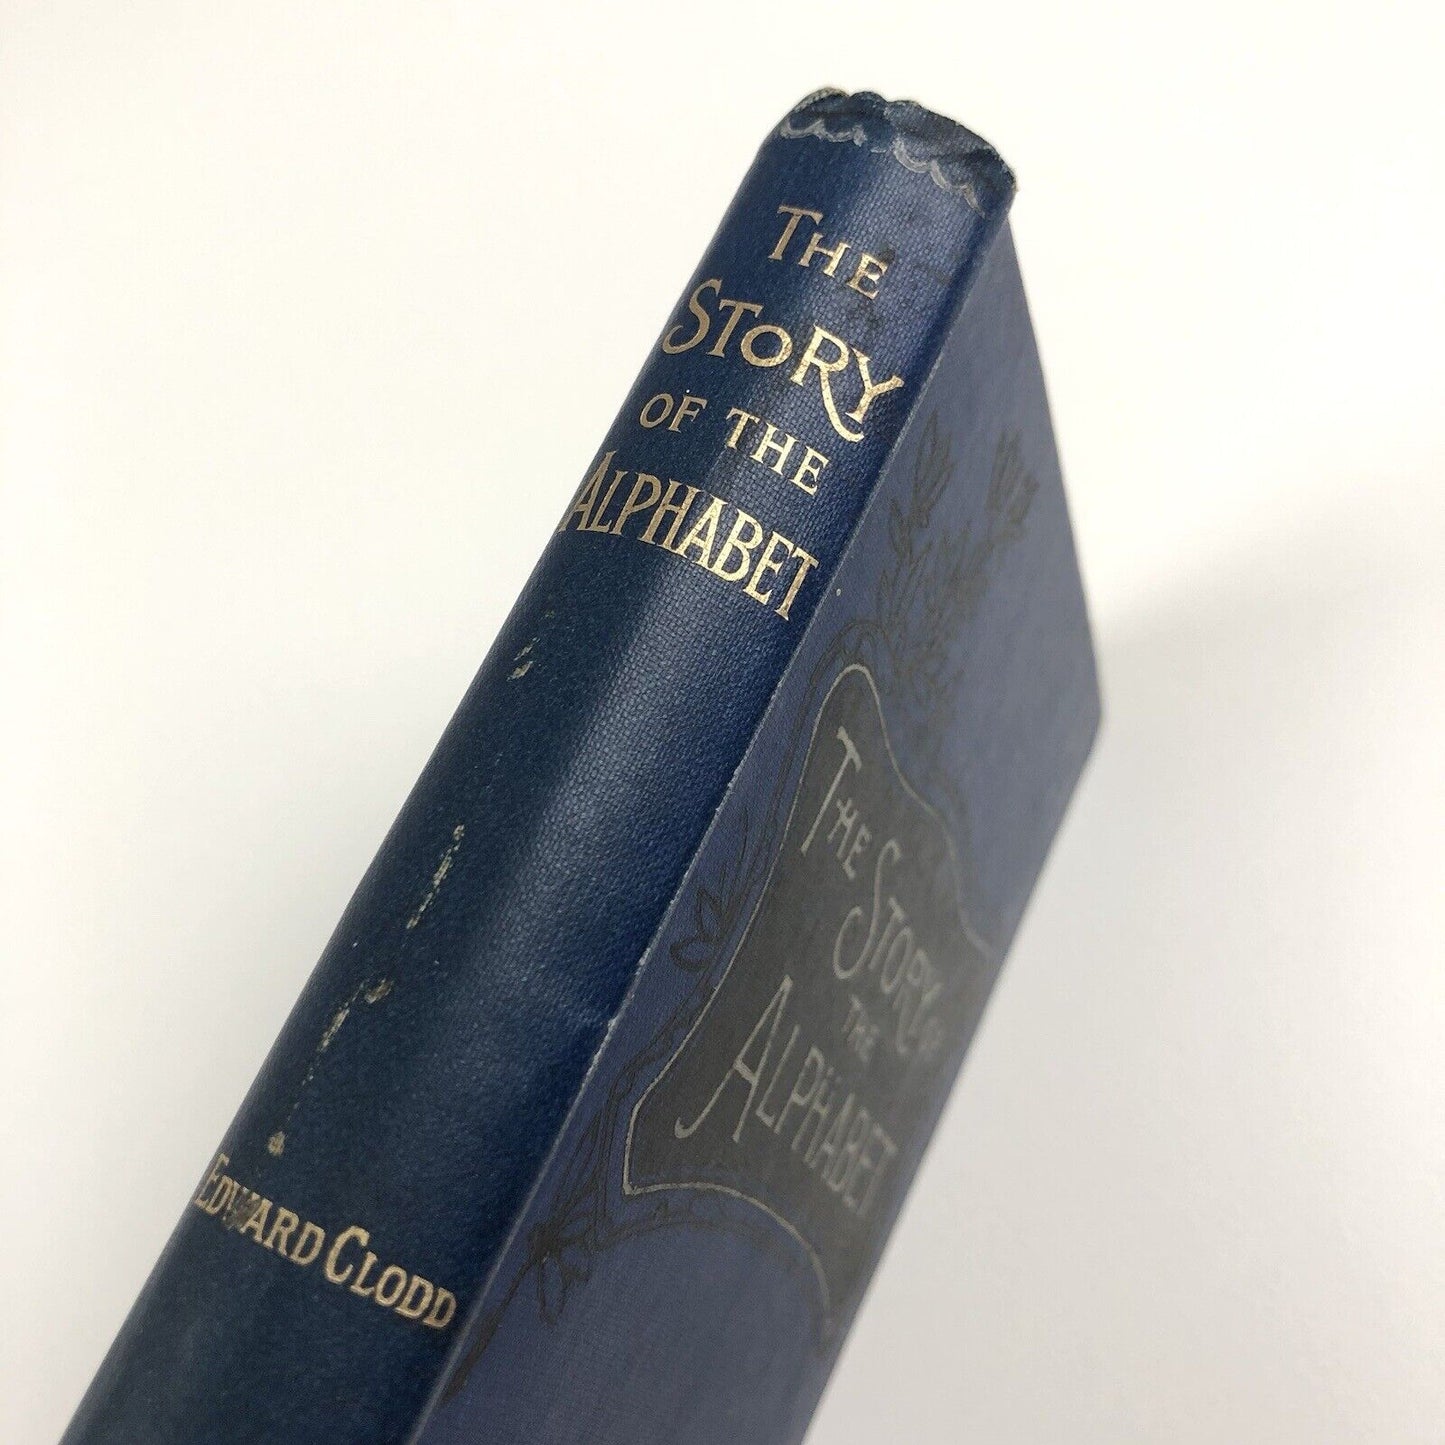 THE
STORY
OF THE
ALPHABET
EDWARD CLODD
THE STORY OF
THE
ALPHABET